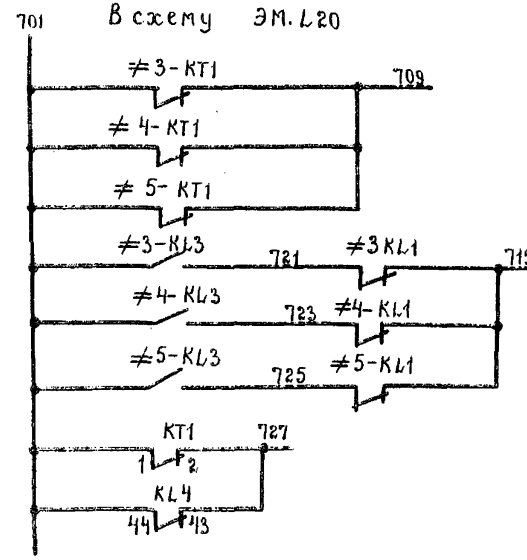 701 В схему ЭМ.L20
≠3-KT1
709
≠4-KT1
≠5-KT1
≠3-KL3 ≠3KL1
721
≠4-KL3 ≠4-KL1
723
≠5-KL3 ≠5-KL1
725
KT1 727
1 2
KL4
44 43